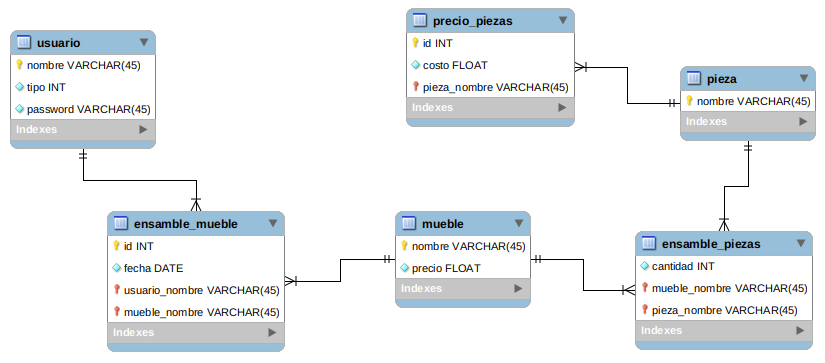 usuario
nombre VARCHAR(45)
tipo INT
password VARCHAR(45)
Indexes
precio_piezas
id INT
costo FLOAT
pieza_nombre VARCHAR(45)
Indexes
pieza
nombre VARCHAR(45)
Indexes
ensamble_mueble
id INT
fecha DATE
usuario_nombre VARCHAR(45)
mueble_nombre VARCHAR(45)
Indexes
mueble
nombre VARCHAR(45)
precio FLOAT
Indexes
ensamble_piezas
cantidad INT
mueble_nombre VARCHAR(45)
pieza_nombre VARCHAR(45)
Indexes